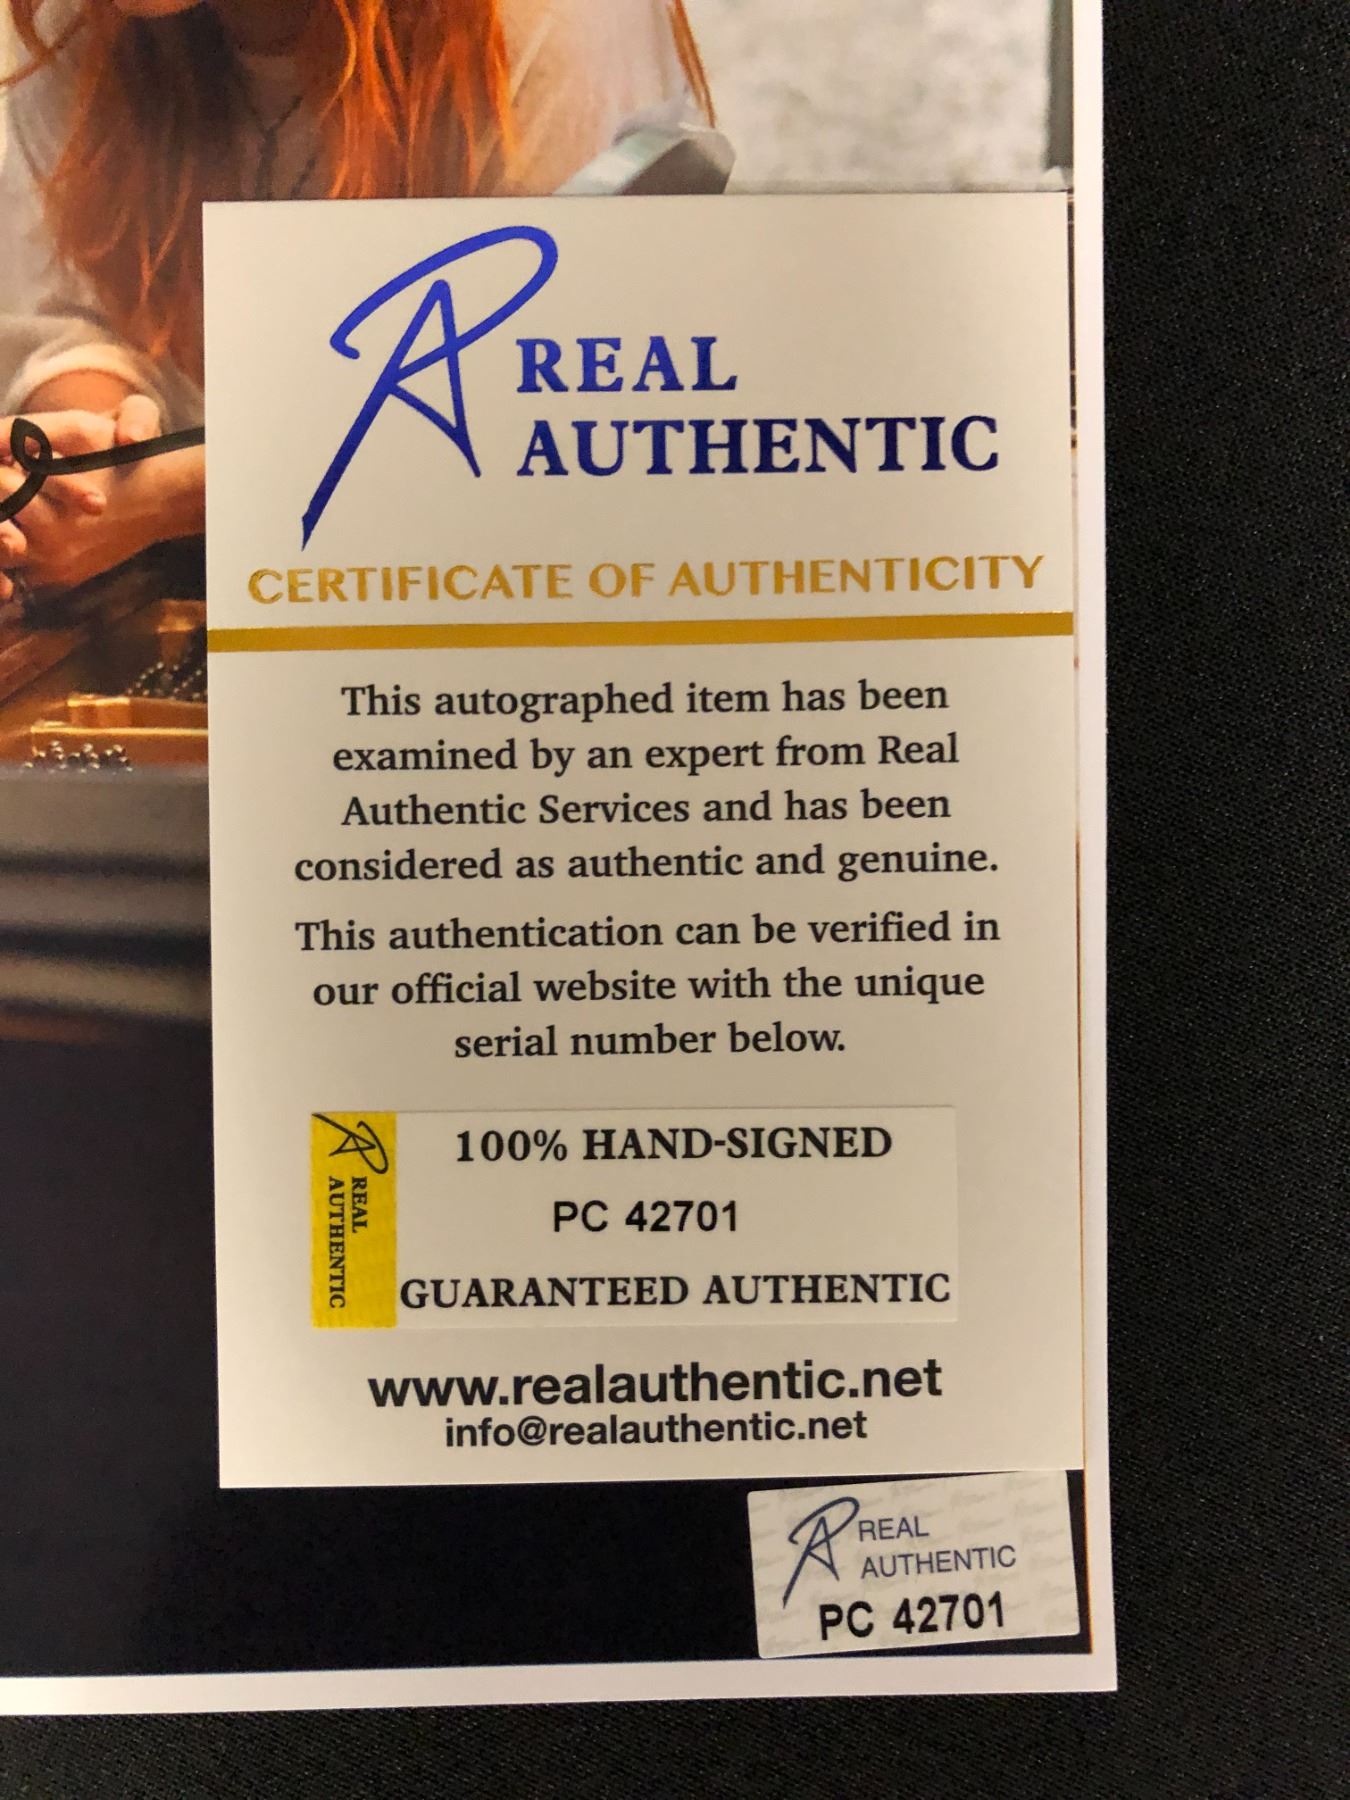 REAL
AUTHENTIC
CERTIFICATE OF AUTHENTICITY
This autographed item has been
examined by an expert from Real
Authentic Services and has been
considered as authentic and genuine.
This authentication can be verified in
our official website with the unique
serial number below.
REAL
AUTHENTIC
100% HAND-SIGNED
PC 42701
GUARANTEED AUTHENTIC
www.realauthentic.net
info@realauthentic.net
REAL
AUTHENTIC
PC 42701